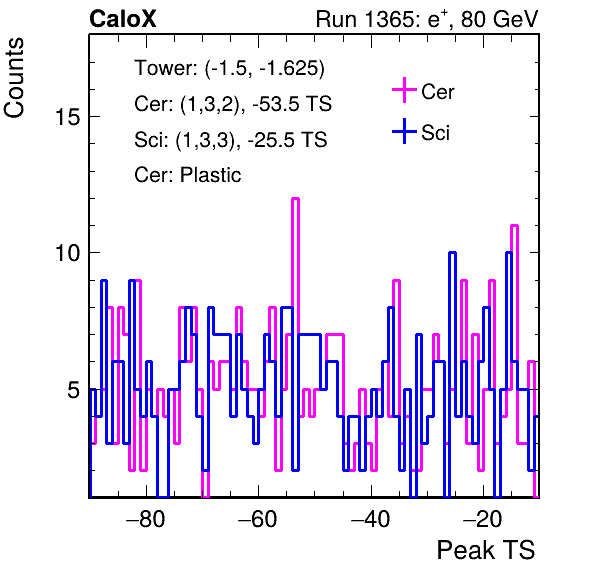 CaloX Run 1365: e+, 80 GeV
Counts
Tower: (-1.5, -1.625)
Cer: (1,3,2), -53.5 TS
Sci: (1,3,3), -25.5 TS
Cer: Plastic
Cer
Sci
15
10
5
−80 −60 −40 −20
Peak TS